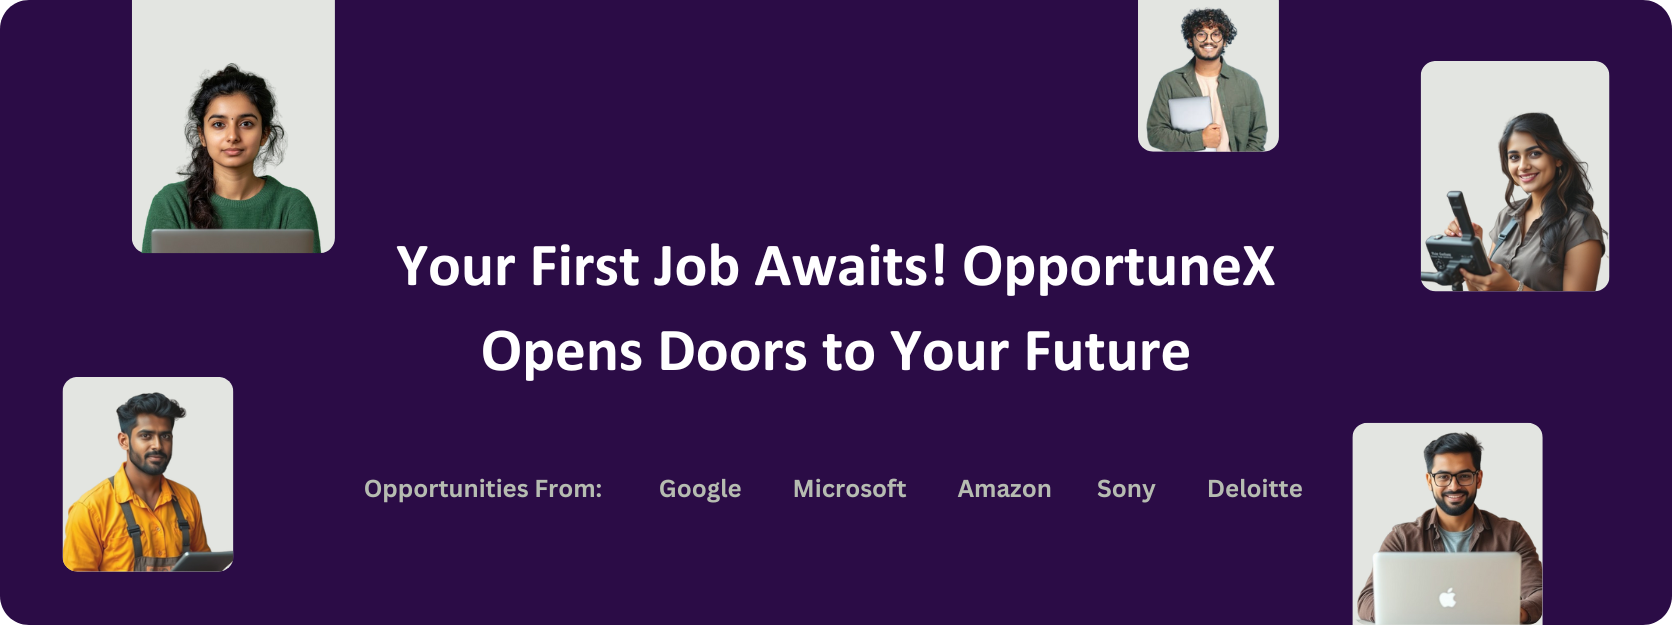 Your First Job Awaits! OpportuneX
Opens Doors to Your Future
Opportunities From: Google Microsoft Amazon Sony Deloitte